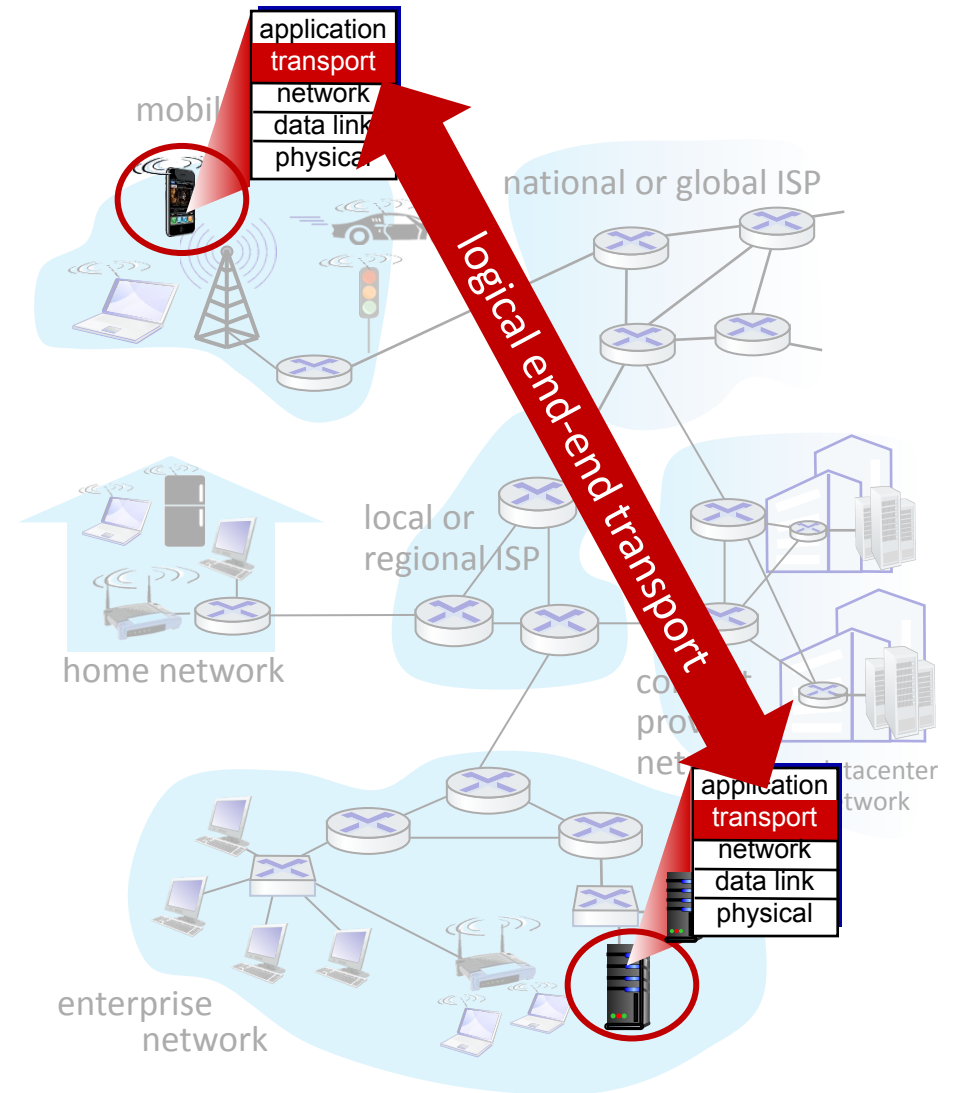 application
transport
network
data link
physical
national or global ISP
logical end-end transport
local or
regional ISP
home network
application
transport
network
data link
physical
enterprise
network